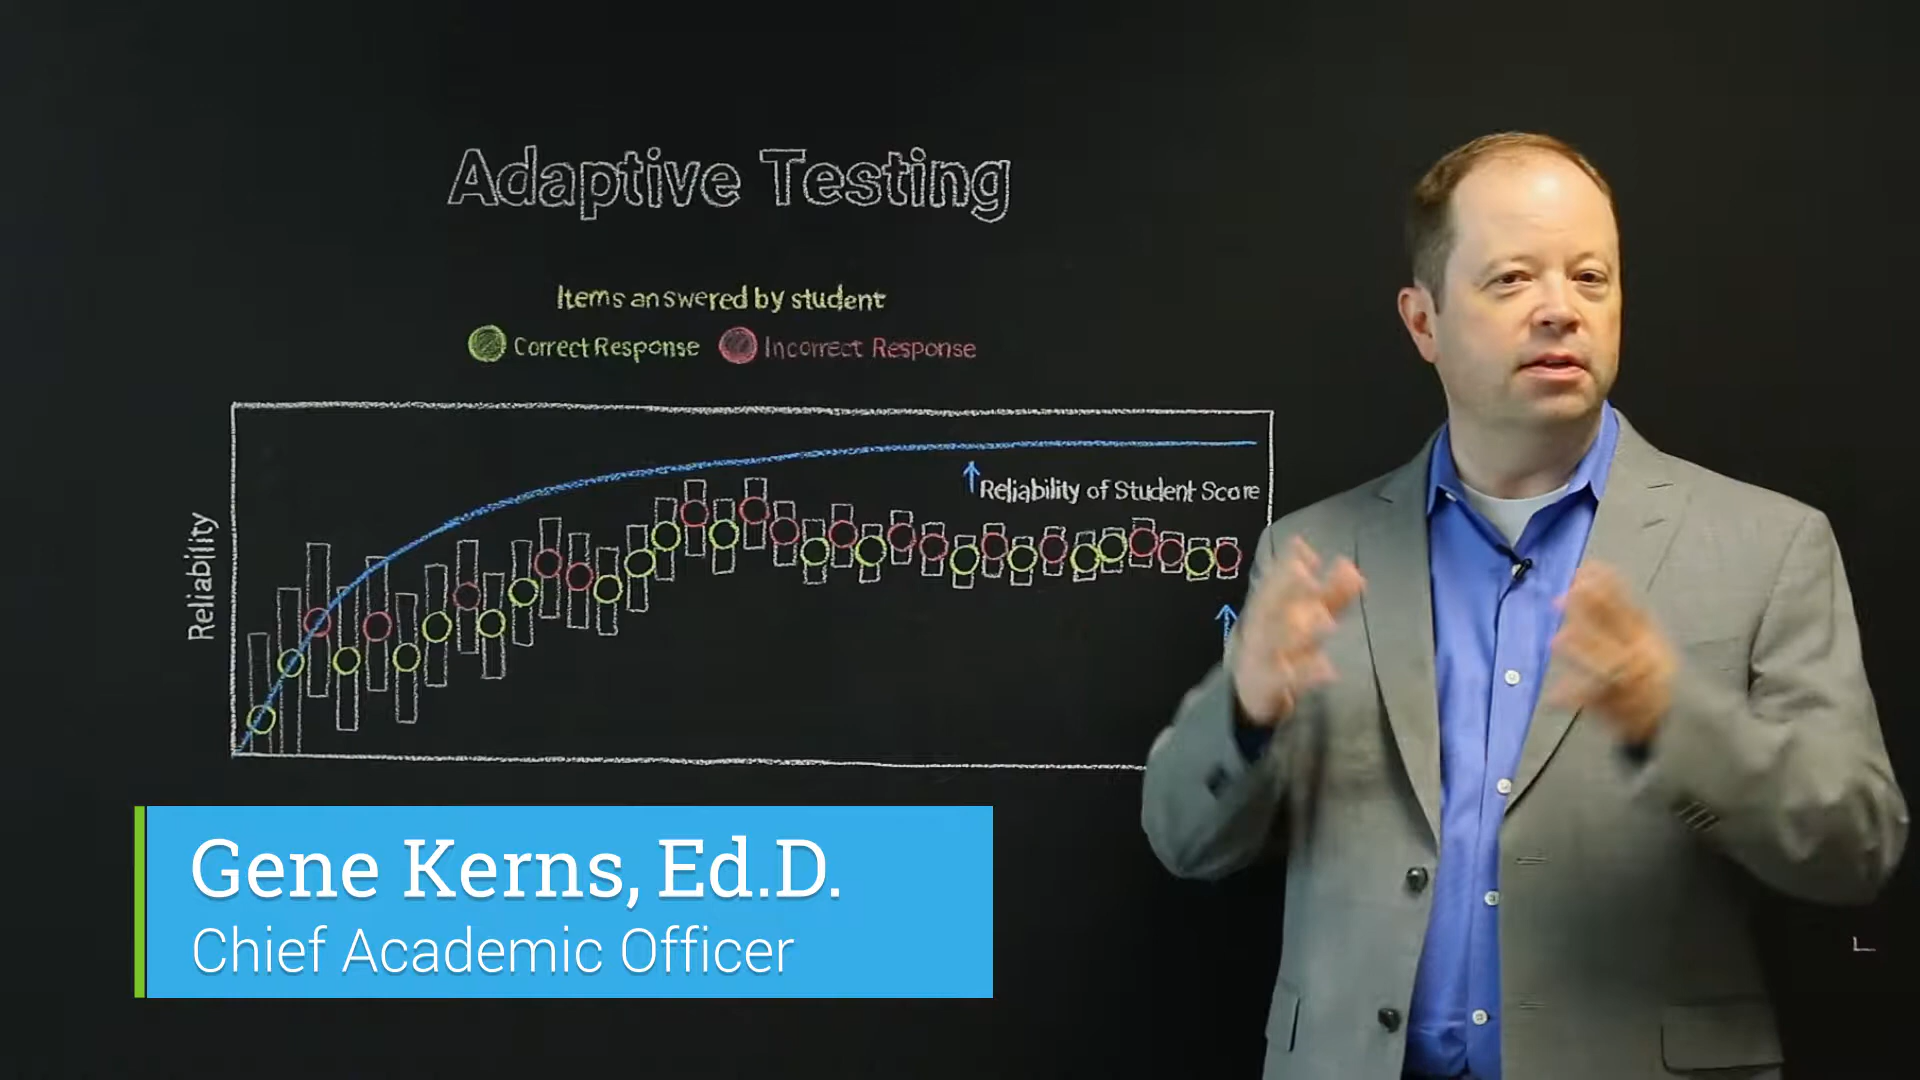 Adaptive Testing
Items answered by student
Correct Response
Incorrect Response
Reliability of Student Score
Reliability
Gene Kerns, Ed.D.
Chief Academic Officer